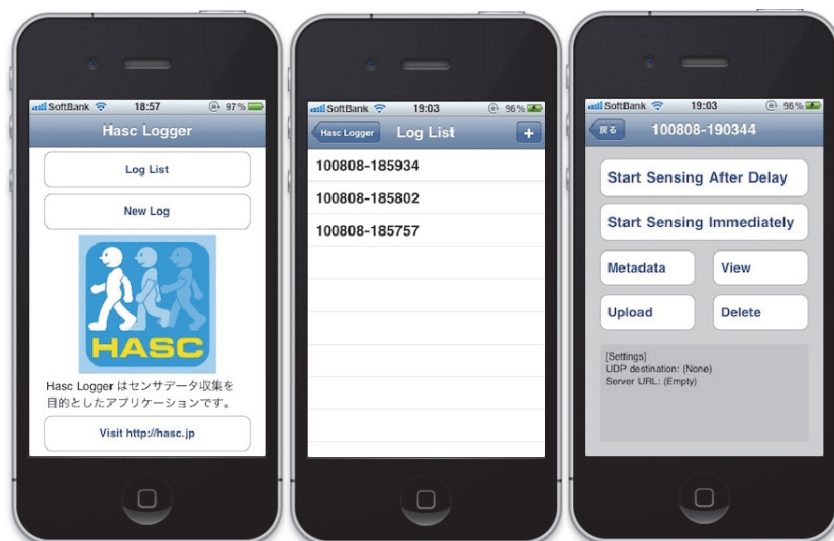 SoftBank 18:57 97%
Hasc Logger
Log List
New Log
HASC
Hasc Logger はセンサデータ収集を
目的としたアプリケーションです。
Visit http://hasc.jp
SoftBank 19:03 96%
Hasc Logger Log List +
100808-185934
100808-185802
100808-185757
SoftBank 19:03 96%
戻る 100808-190344
Start Sensing After Delay
Start Sensing Immediately
Metadata View
Upload Delete
[Settings]
UDP destination: (None)
Server URL: (Empty)